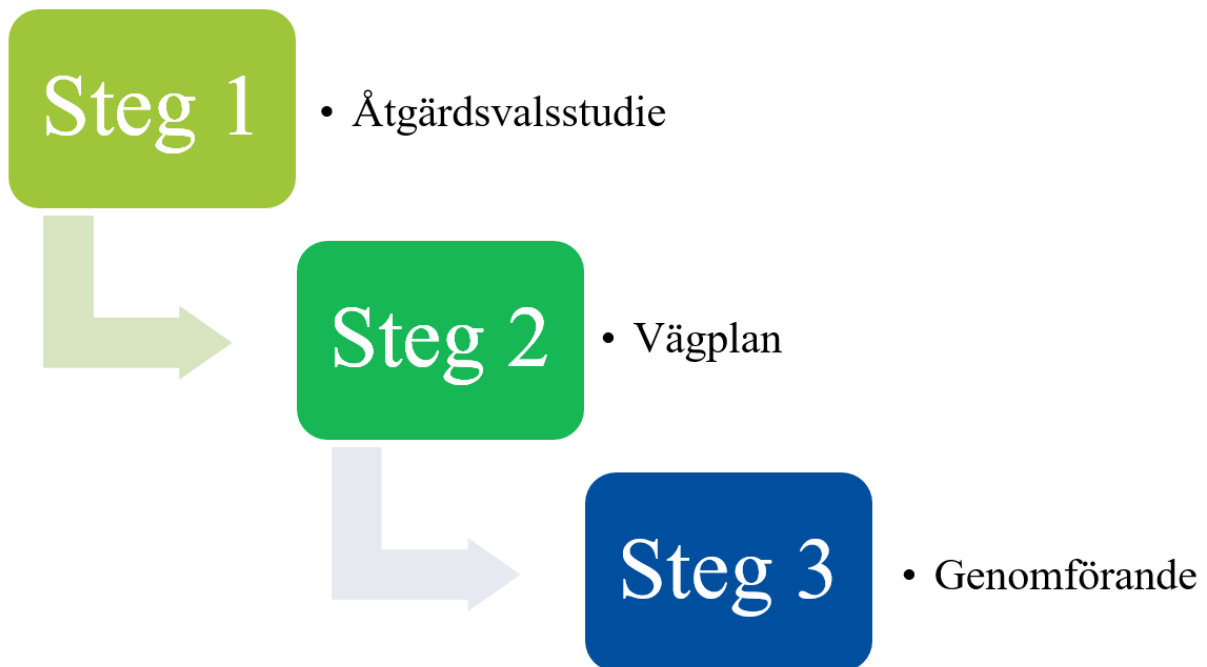 Steg 1
• Åtgärdsvalsstudie
Steg 2
• Vägplan
Steg 3
• Genomförande